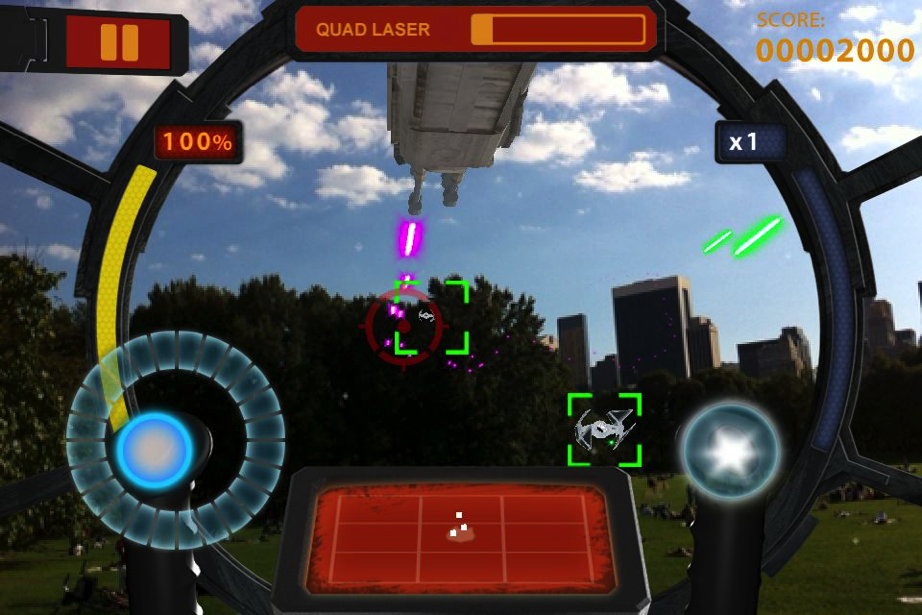 QUAD LASER
SCORE:
00002000
100%
x1